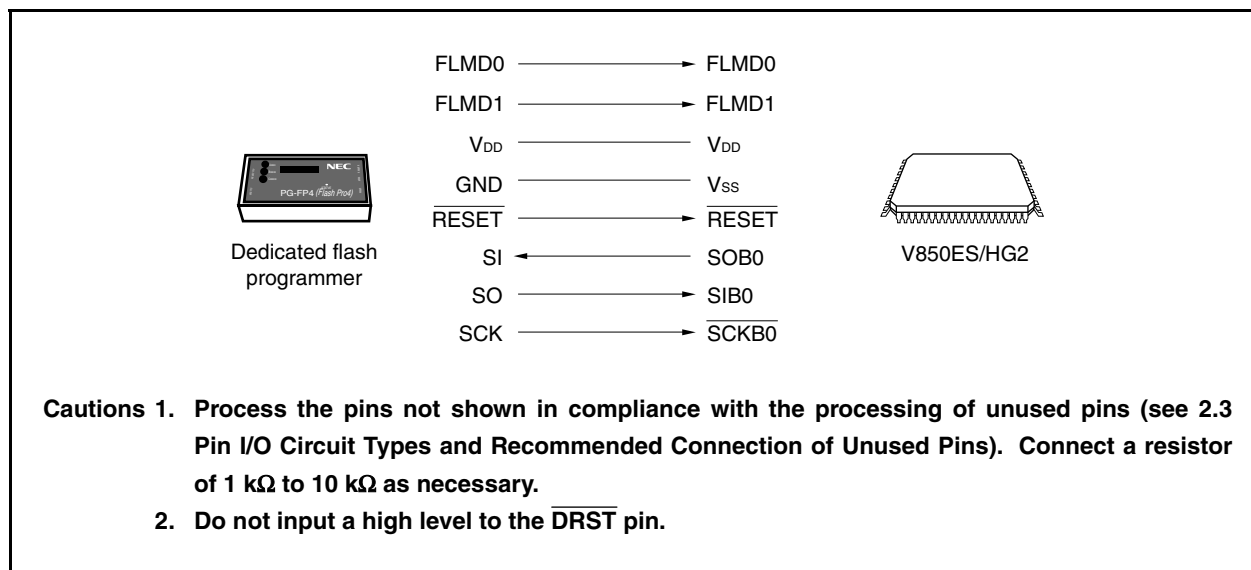 FLMD0 FLMD0
FLMD1 FLMD1
VDD VDD
GND VSS
RESET RESET
SI SOB0
SO SIB0
SCK SCKB0
NEC
PG-FP4 (Flash Pro4)
Dedicated flash
programmer
V850ES/HG2
Cautions 1. Process the pins not shown in compliance with the processing of unused pins (see 2.3
Pin I/O Circuit Types and Recommended Connection of Unused Pins). Connect a resistor
of 1 kΩ to 10 kΩ as necessary.
2. Do not input a high level to the DRST pin.